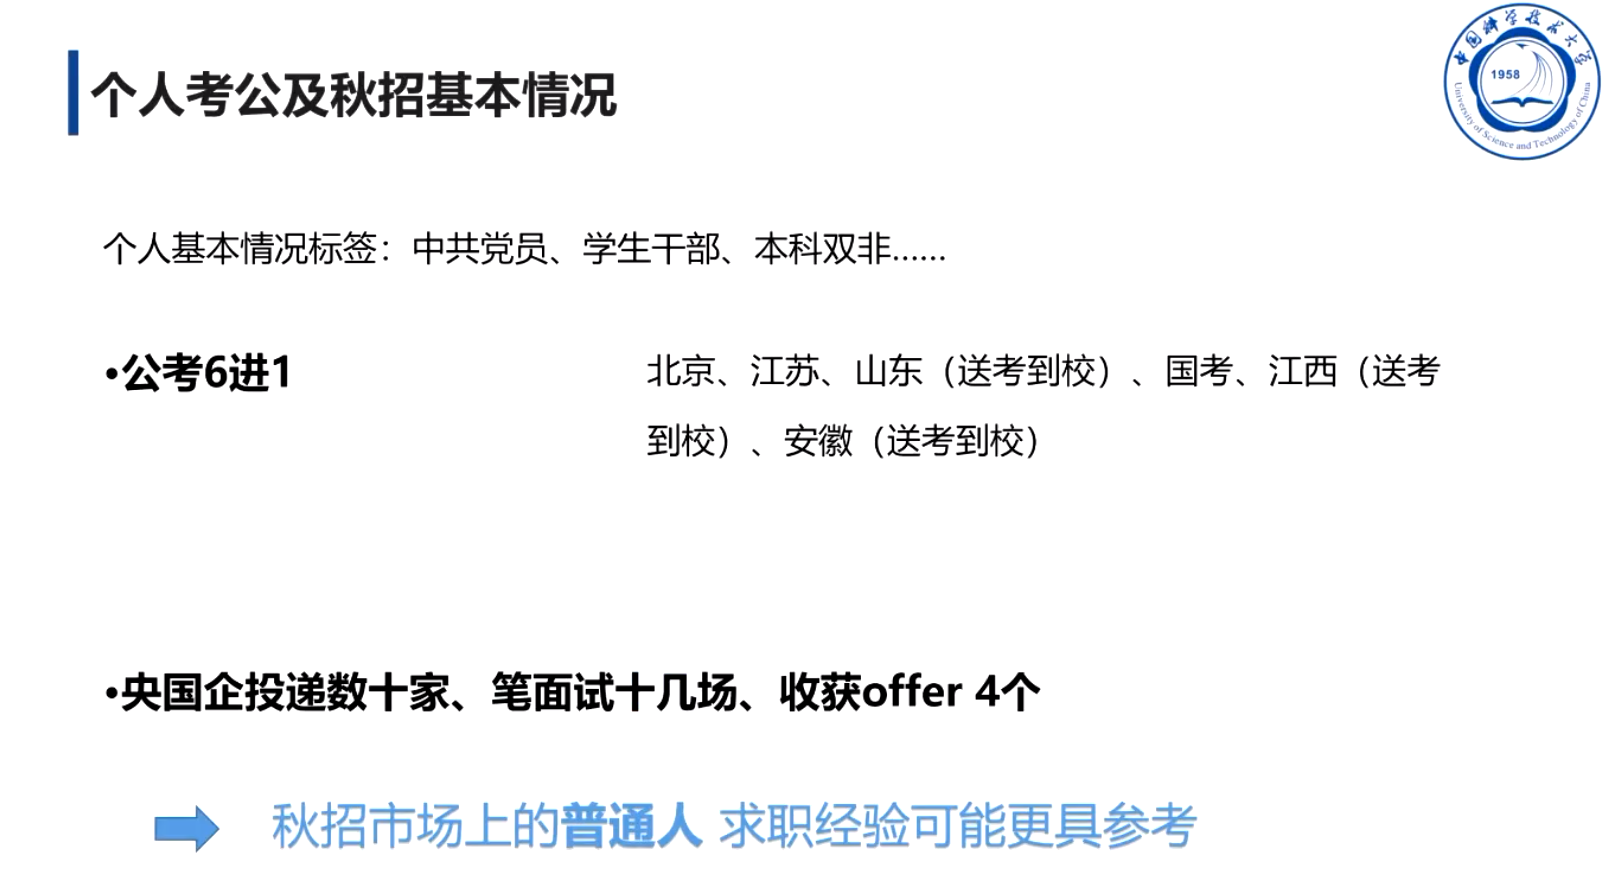 个人考公及秋招基本情况
中国科学技术大学
1958
University of Science and Technology of China
个人基本情况标签：中共党员、学生干部、本科双非……
•公考6进1
北京、江苏、山东（送考到校）、国考、江西（送考
到校）、安徽（送考到校）
•央国企投递数十家、笔面试十几场、收获offer 4个
秋招市场上的普通人 求职经验可能更具参考